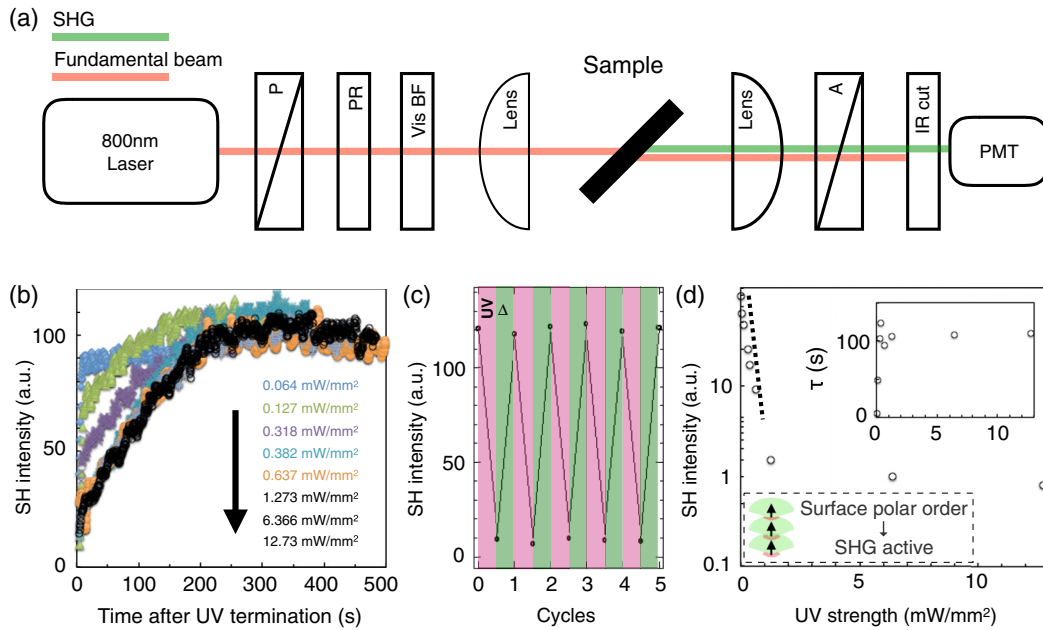 (a)
SHG
Fundamental beam
800nm
Laser
P
PR
Vis BF
Lens
Sample
Lens
A
IR cut
PMT
(b)
SH intensity (a.u.)
100
50
0
0.064 mW/mm²
0.127 mW/mm²
0.318 mW/mm²
0.382 mW/mm²
0.637 mW/mm²
1.273 mW/mm²
6.366 mW/mm²
12.73 mW/mm²
0 100 200 300 400 500
Time after UV termination (s)
(c)
UV
Δ
SH intensity (a.u.)
100
50
0
0 1 2 3 4 5
Cycles
(d)
SH intensity (a.u.)
10
1
0.1
0 5 10
UV strength (mW/mm²)
τ (s)
100
0
0 5 10
Surface polar order
↓
SHG active